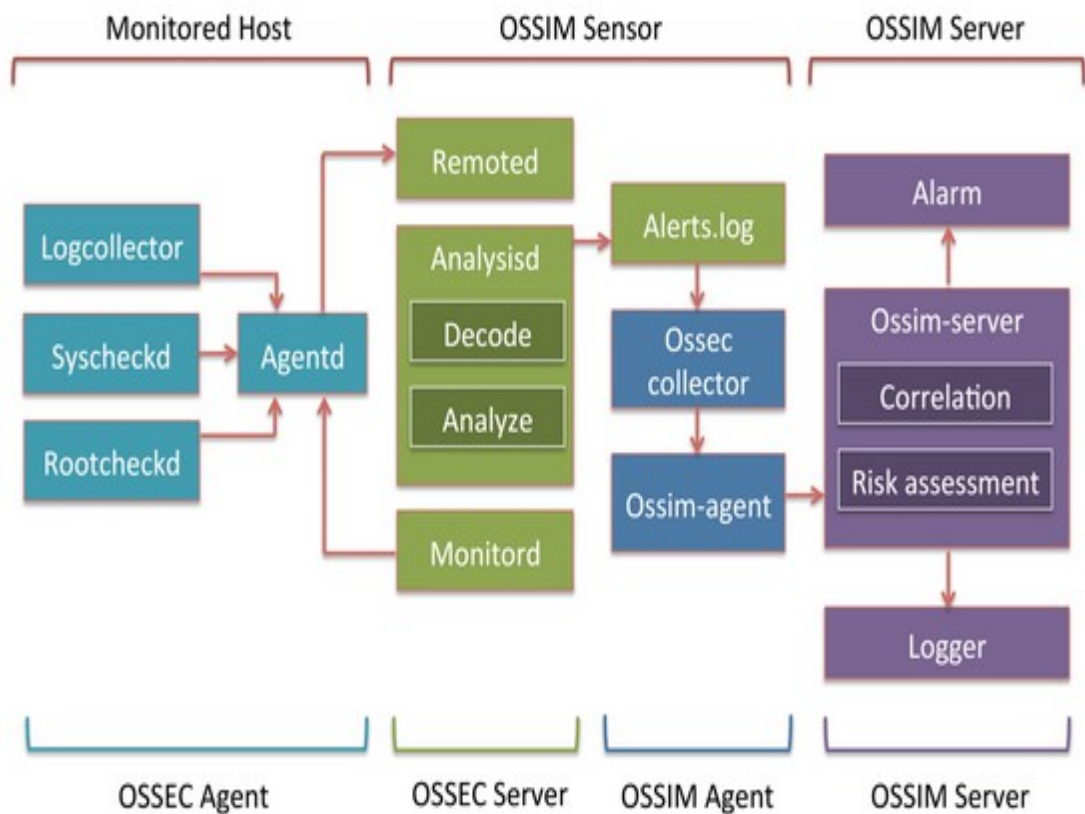 Monitored Host
OSSIM Sensor
OSSIM Server
Logcollector
Syscheckd
Rootcheckd
Agentd
Remoted
Analysisd
Decode
Analyze
Monitord
Alerts.log
Ossec
collector
Ossim-agent
Alarm
Ossim-server
Correlation
Risk assessment
Logger
OSSEC Agent
OSSEC Server
OSSIM Agent
OSSIM Server